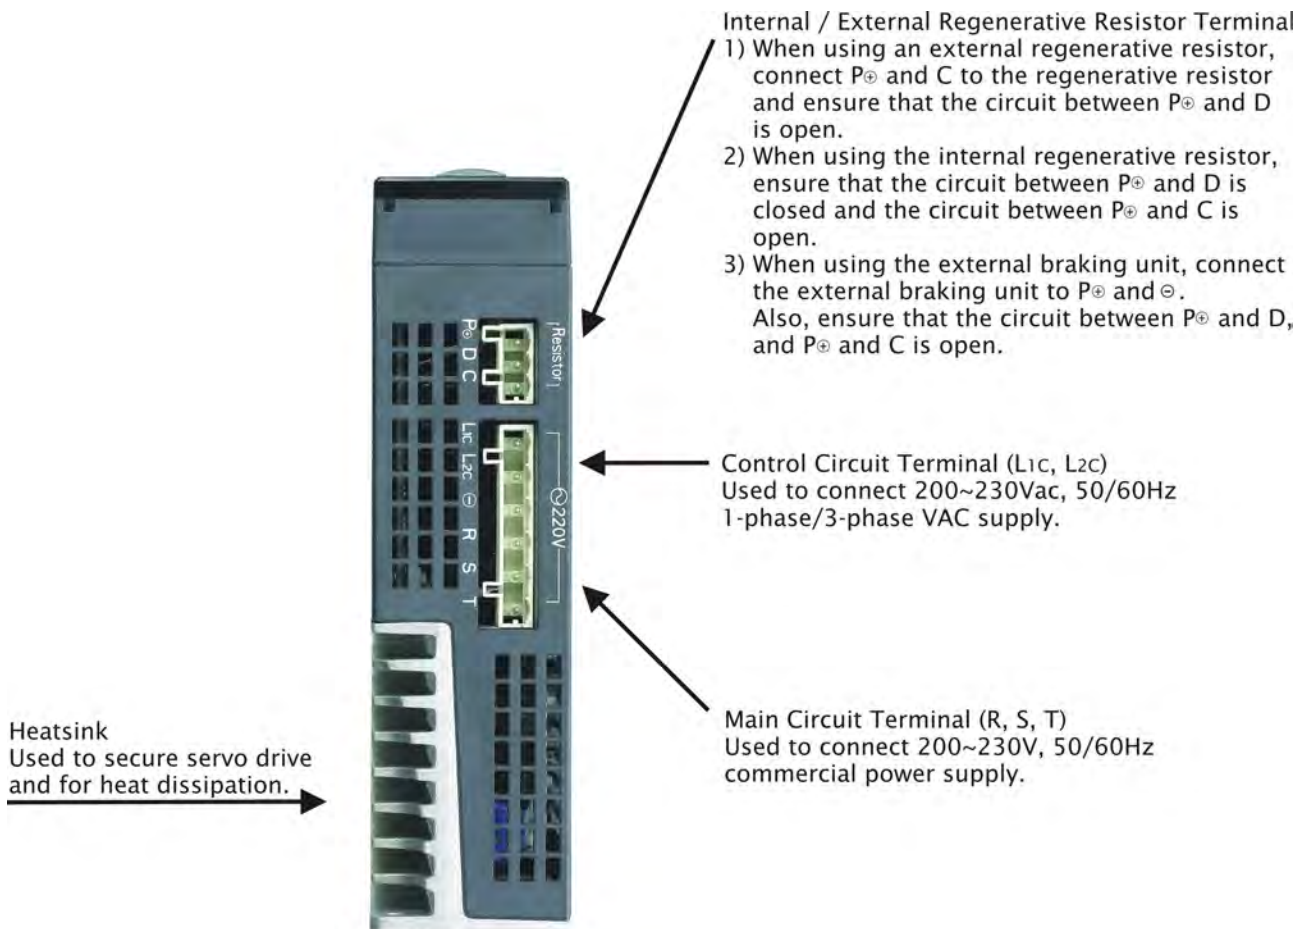 Internal / External Regenerative Resistor Terminal
1) When using an external regenerative resistor,
connect P⊕ and C to the regenerative resistor
and ensure that the circuit between P⊕ and D
is open.
2) When using the internal regenerative resistor,
ensure that the circuit between P⊕ and D is
closed and the circuit between P⊕ and C is
open.
3) When using the external braking unit, connect
the external braking unit to P⊕ and ⊖.
Also, ensure that the circuit between P⊕ and D,
and P⊕ and C is open.
P⊕ D C
「Resistor」
L1C L2C ⊖ R S T
220V
Control Circuit Terminal (L1C, L2C)
Used to connect 200~230Vac, 50/60Hz
1-phase/3-phase VAC supply.
Main Circuit Terminal (R, S, T)
Used to connect 200~230V, 50/60Hz
commercial power supply.
Heatsink
Used to secure servo drive
and for heat dissipation.